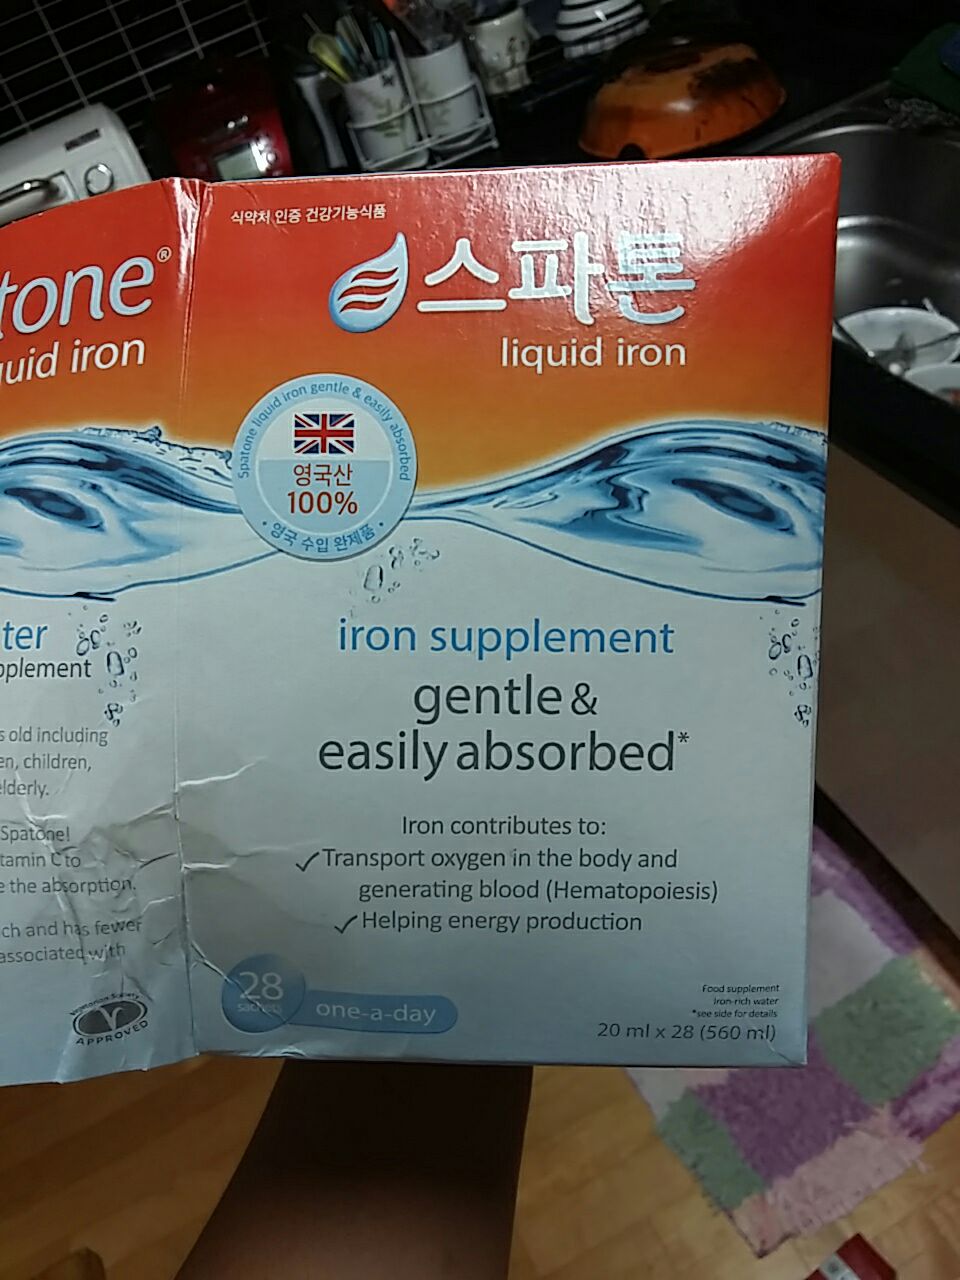 tone®
quid iron
ter
s old including
en, children,
Spatone!
tamin C to
e the absorption.
ch and has fewer
associated with
Vegetarian Society
APPROVED
식약처 인증 건강기능식품
스파톤
liquid iron
Spatone liquid iron gentle & easily absorbed
영국산
100%
영국 수입 완제품
iron supplement
gentle &
easily absorbed*
Iron contributes to:
Transport oxygen in the body and
generating blood (Hematopoiesis)
Helping energy production
28
sachets
one-a-day
Food supplement
Iron-rich water
*see side for details
20 ml x 28 (560 ml)